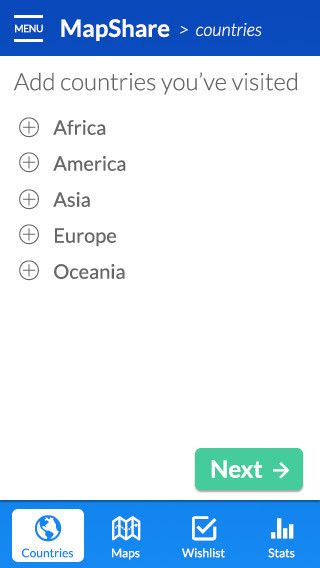 MENU MapShare > countries
Add countries you’ve visited
Africa
America
Asia
Europe
Oceania
Next →
Countries Maps Wishlist Stats